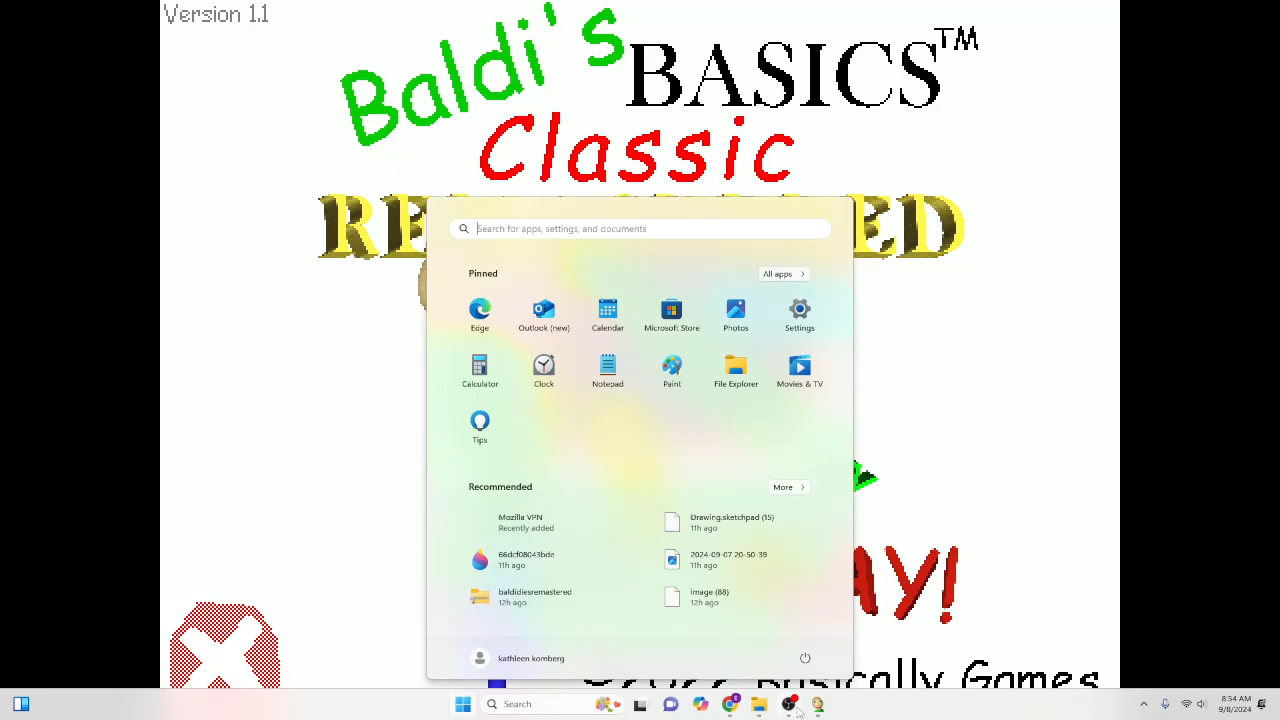 Version 1.1
Baldi's BASICS™
Classic
Search for apps, settings, and documents
Pinned
All apps
Edge
Outlook (new)
Calendar
Microsoft Store
Photos
Settings
Calculator
Clock
Notepad
Paint
File Explorer
Movies & TV
Tips
Recommended
More
Mozilla VPN
Recently added
Drawing.sketchpad (15)
11h ago
66dcf08043bde
11h ago
2024-09-07 20-50-39
11h ago
baldidiesremastered
12h ago
image (88)
12h ago
kathleen komberg
Basically Games
Search
8:54 AM
9/8/2024